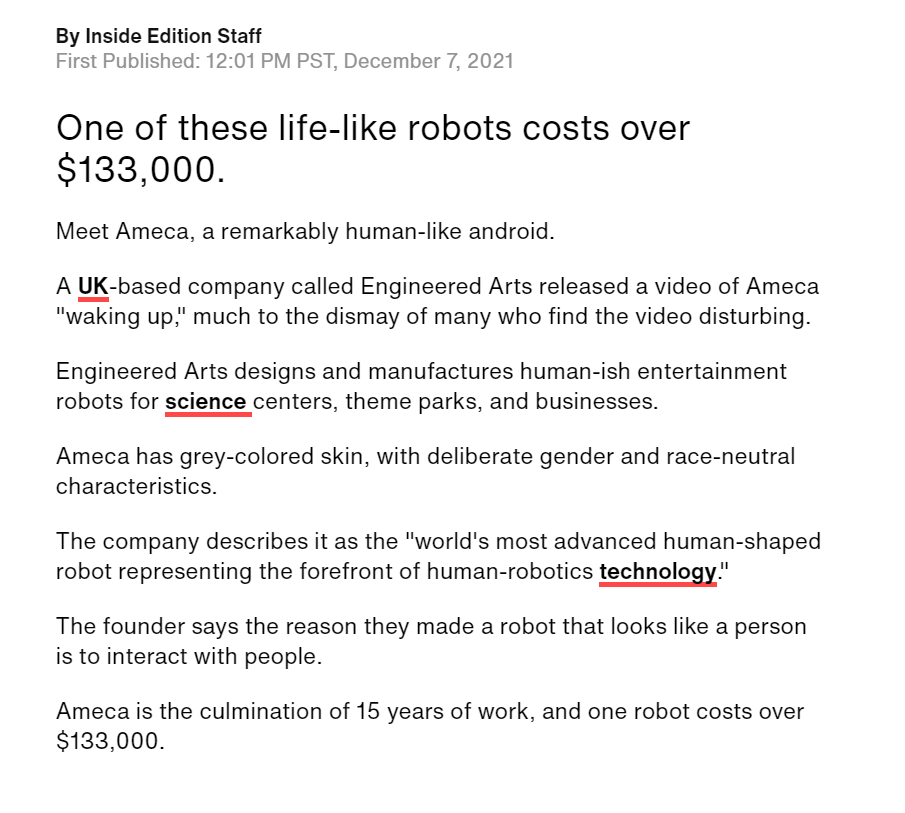 By Inside Edition Staff
First Published: 12:01 PM PST, December 7, 2021
One of these life-like robots costs over
$133,000.
Meet Ameca, a remarkably human-like android.
A UK-based company called Engineered Arts released a video of Ameca
"waking up," much to the dismay of many who find the video disturbing.
Engineered Arts designs and manufactures human-ish entertainment
robots for science centers, theme parks, and businesses.
Ameca has grey-colored skin, with deliberate gender and race-neutral
characteristics.
The company describes it as the "world's most advanced human-shaped
robot representing the forefront of human-robotics technology."
The founder says the reason they made a robot that looks like a person
is to interact with people.
Ameca is the culmination of 15 years of work, and one robot costs over
$133,000.